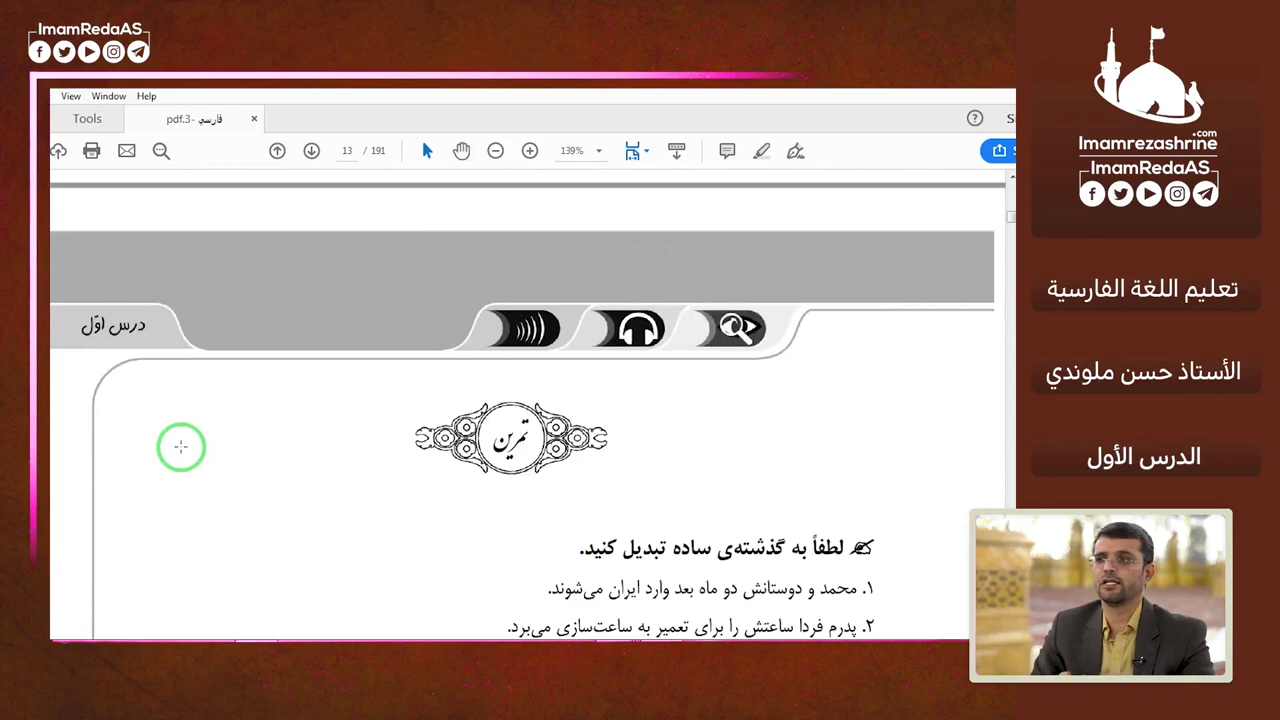 ImamRedaAS
View Window Help
Tools
فارسي -3.pdf
×
13 / 191
139%
S
درس اوّل
تمرین
لطفاً به گذشته‌ی ساده تبدیل کنید.
۱. محمد و دوستانش دو ماه بعد وارد ایران می‌شوند.
۲. پدرم فردا ساعتش را برای تعمیر به ساعت‌سازی می‌برد.
.com
Imamrezashrine
ImamRedaAS
تعليم اللغة الفارسية
الأستاذ حسن ملوندي
الدرس الأول